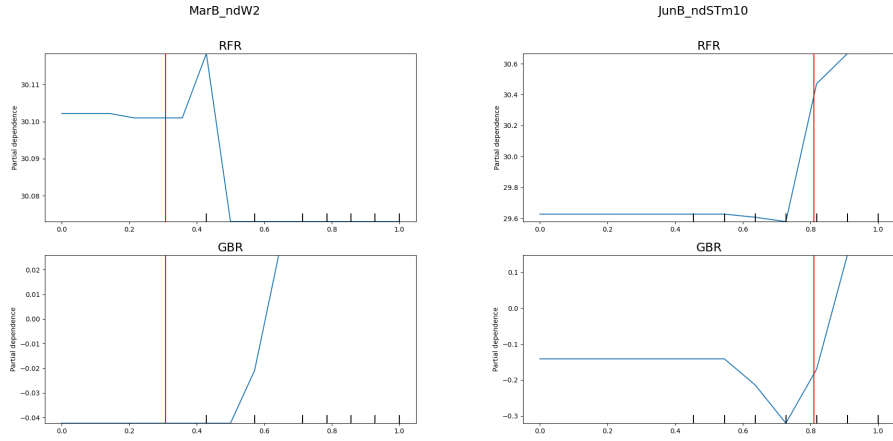 MarB_ndW2
JunB_ndSTm10
RFR
Partial dependence
30.11
30.10
30.09
30.08
0.0 0.2 0.4 0.6 0.8 1.0
RFR
Partial dependence
30.6
30.4
30.2
30.0
29.8
29.6
0.0 0.2 0.4 0.6 0.8 1.0
GBR
Partial dependence
0.02
0.01
0.00
−0.01
−0.02
−0.03
−0.04
0.0 0.2 0.4 0.6 0.8 1.0
GBR
Partial dependence
0.1
0.0
−0.1
−0.2
−0.3
0.0 0.2 0.4 0.6 0.8 1.0